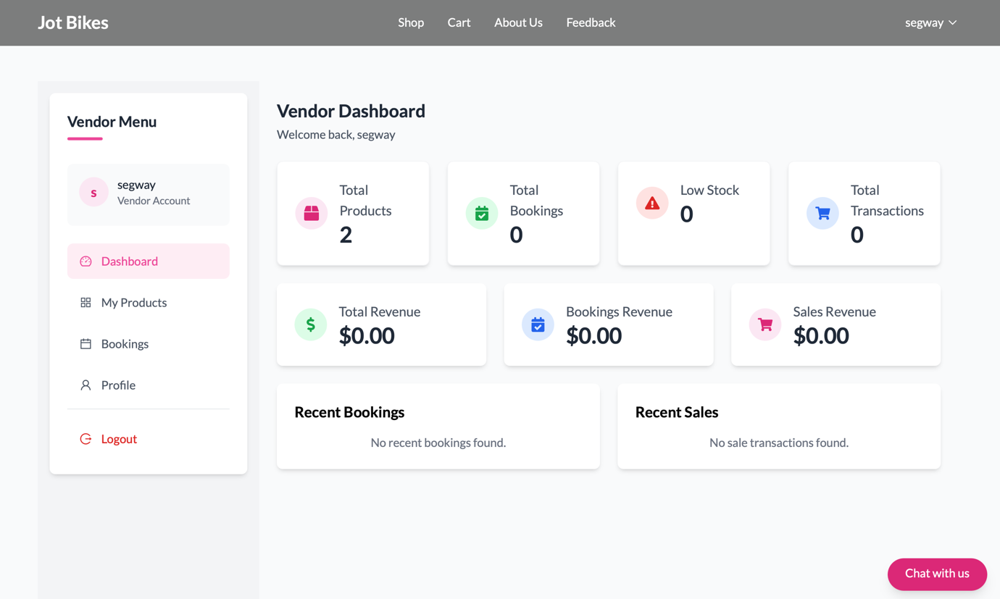 Jot Bikes
Shop
Cart
About Us
Feedback
segway
Vendor Menu
s
segway
Vendor Account
Dashboard
My Products
Bookings
Profile
Logout
Vendor Dashboard
Welcome back, segway
Total
Products
2
Total
Bookings
0
Low Stock
0
Total
Transactions
0
Total Revenue
$0.00
Bookings Revenue
$0.00
Sales Revenue
$0.00
Recent Bookings
No recent bookings found.
Recent Sales
No sale transactions found.
Chat with us